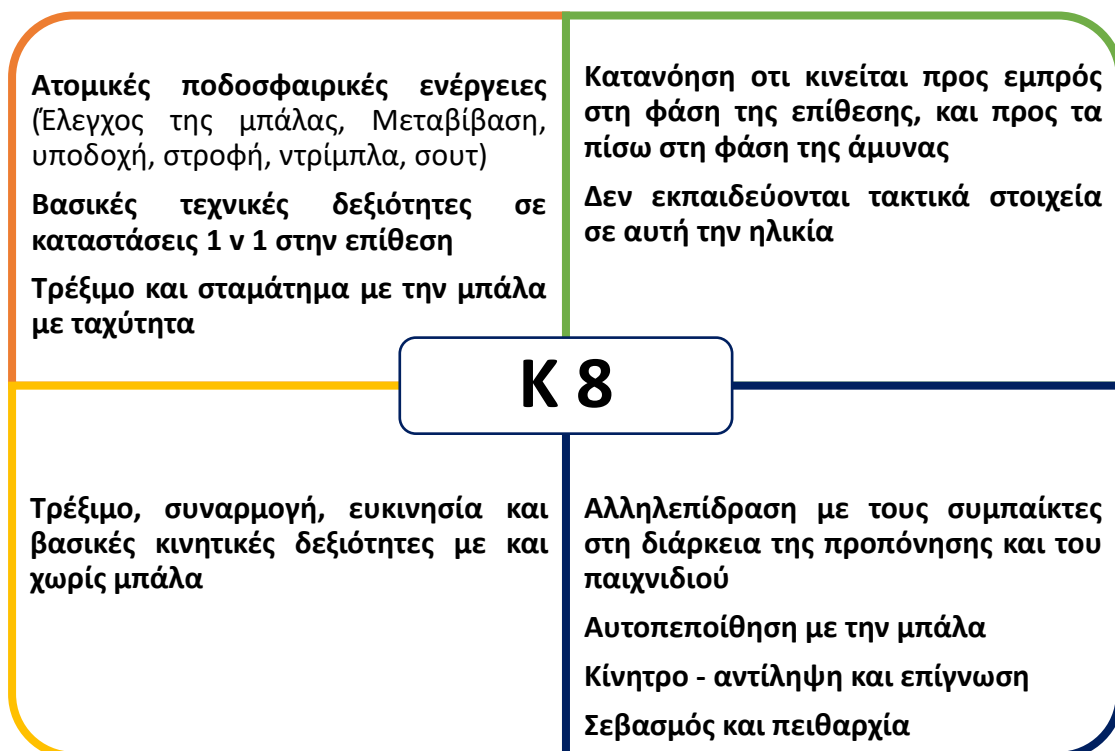 Ατομικές ποδοσφαιρικές ενέργειες
(Έλεγχος της μπάλας, Μεταβίβαση,
υποδοχή, στροφή, ντρίμπλα, σουτ)
Βασικές τεχνικές δεξιότητες σε
καταστάσεις 1 v 1 στην επίθεση
Τρέξιμο και σταμάτημα με την μπάλα
με ταχύτητα
Κατανόηση οτι κινείται προς εμπρός
στη φάση της επίθεσης, και προς τα
πίσω στη φάση της άμυνας
Δεν εκπαιδεύονται τακτικά στοιχεία
σε αυτή την ηλικία
Κ 8
Τρέξιμο, συναρμογή, ευκινησία και
βασικές κινητικές δεξιότητες με και
χωρίς μπάλα
Αλληλεπίδραση με τους συμπαίκτες
στη διάρκεια της προπόνησης και του
παιχνιδιού
Αυτοπεποίθηση με την μπάλα
Κίνητρο - αντίληψη και επίγνωση
Σεβασμός και πειθαρχία